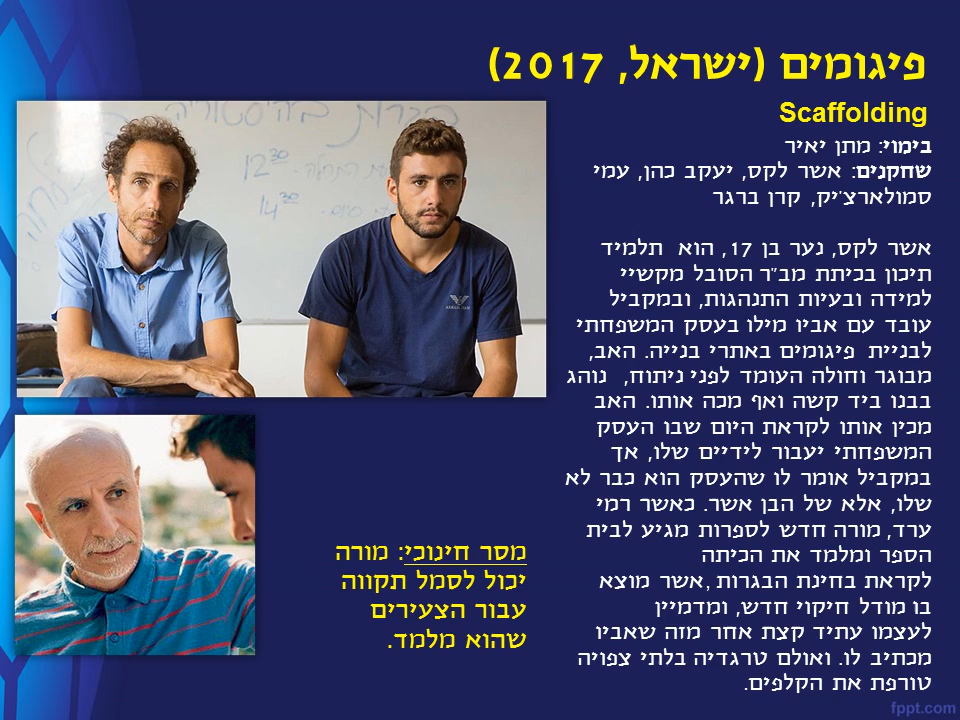 פיגומים (ישראל, 2017)
Scaffolding
בימוי: מתן יאיר
שחקנים: אשר לקס, יעקב כהן, עמי
סמולארצ'יק, קרן ברגר
אשר לקס, נער בן 17, הוא תלמיד
תיכון בכיתת מב"ר הסובל מקשיי
למידה ובעיות התנהגות, ובמקביל
עובד עם אביו מילו בעסק המשפחתי
לבניית פיגומים באתרי בנייה. האב,
מבוגר וחולה העומד לפני ניתוח, נוהג
בבנו ביד קשה ואף מכה אותו. האב
מכין אותו לקראת היום שבו העסק
המשפחתי יעבור לידיים שלו, אך
במקביל אומר לו שהעסק הוא כבר לא
שלו, אלא של הבן אשר. כאשר רמי
ערד, מורה חדש לספרות מגיע לבית
הספר ומלמד את הכיתה
לקראת בחינת הבגרות ,אשר מוצא
בו מודל חיקוי חדש, ומדמיין
לעצמו עתיד קצת אחר מזה שאביו
מכתיב לו. ואולם טרגדיה בלתי צפויה
טורפת את הקלפים.
בגרות בהיסטוריה
12 30
14 30
מסר חינוכי: מורה
יכול לסמל תקווה
עבור הצעירים
שהוא מלמד.
fppt.com